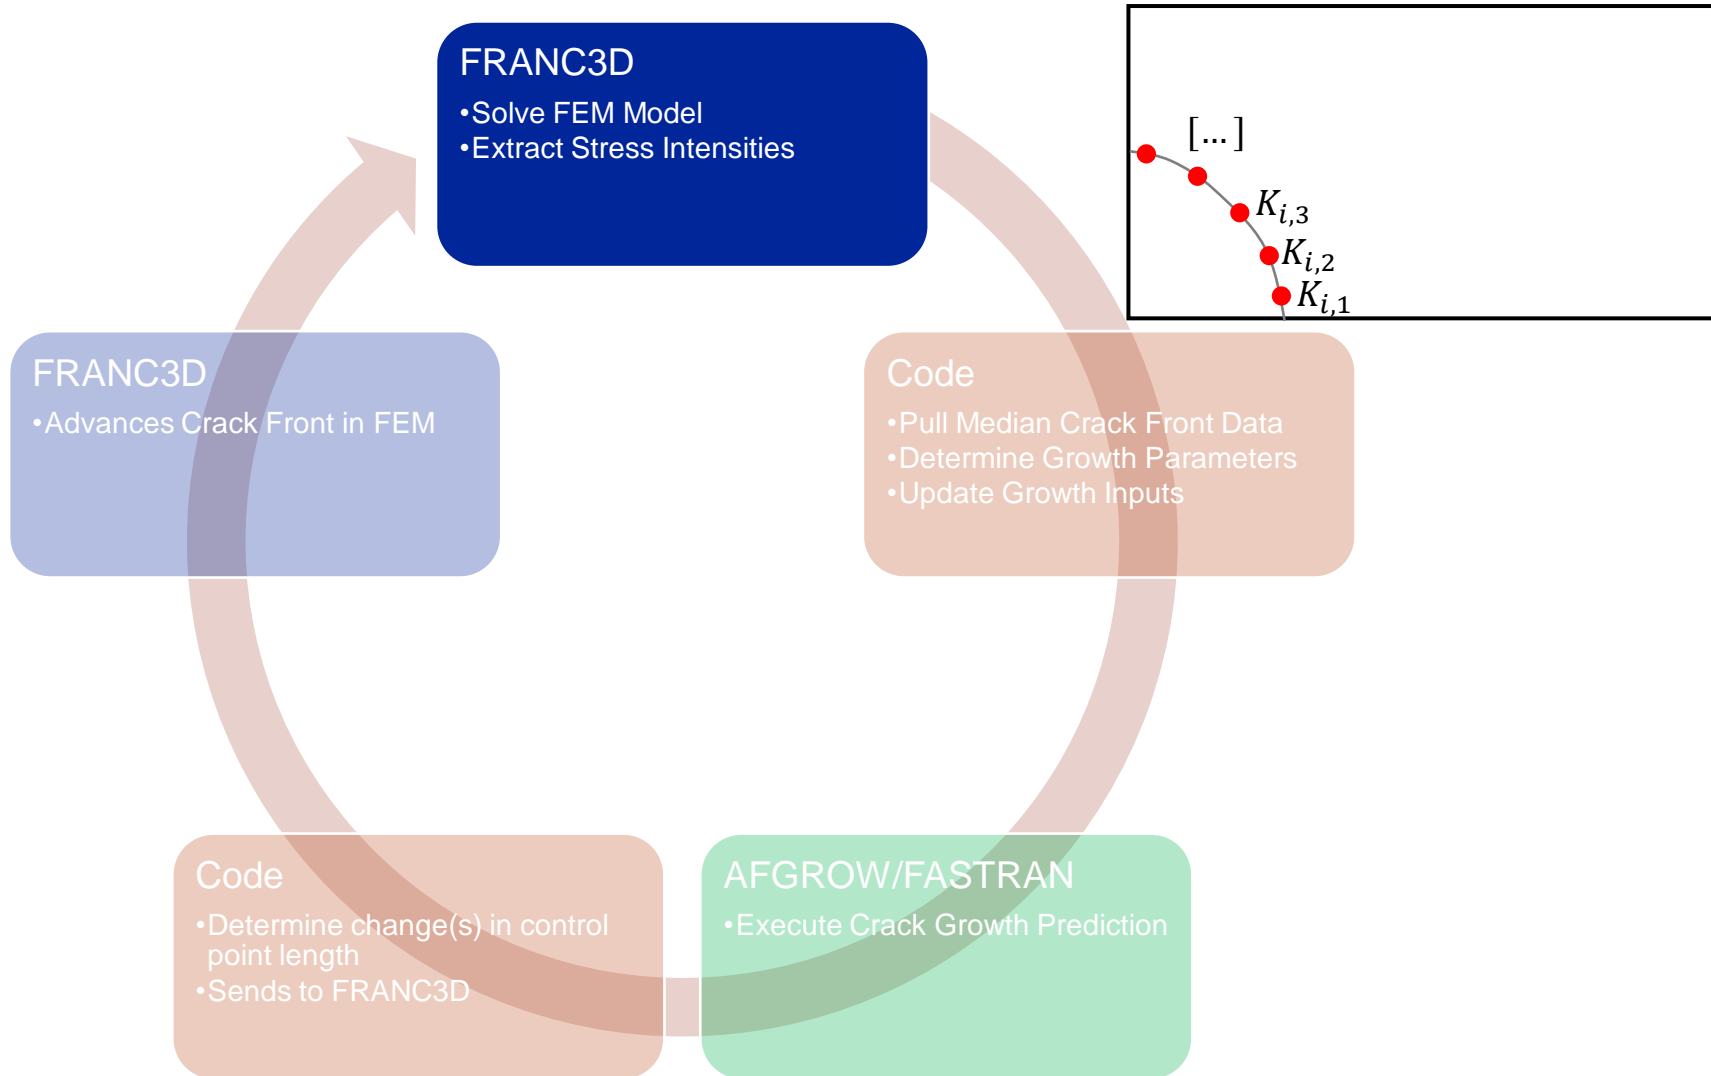 FRANC3D
•Solve FEM Model
•Extract Stress Intensities
[…]
K_{i,3}
K_{i,2}
K_{i,1}
Code
•Pull Median Crack Front Data
•Determine Growth Parameters
•Update Growth Inputs
AFGROW/FASTRAN
•Execute Crack Growth Prediction
Code
•Determine change(s) in control
point length
•Sends to FRANC3D
FRANC3D
•Advances Crack Front in FEM